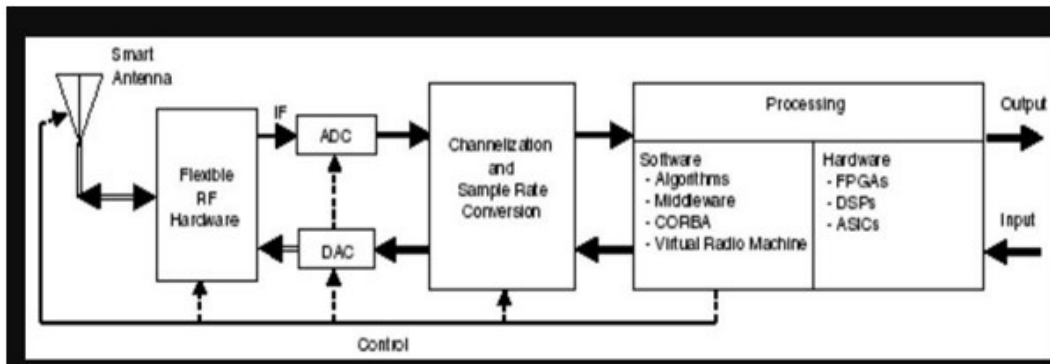 Smart
Antenna
Flexible
RF
Hardware
IF
ADC
DAC
Channelization
and
Sample Rate
Conversion
Processing
Software
- Algorithms
- Middleware
- CORBA
- Virtual Radio Machine
Hardware
- FPGAs
- DSPs
- ASICs
Output
Input
Control